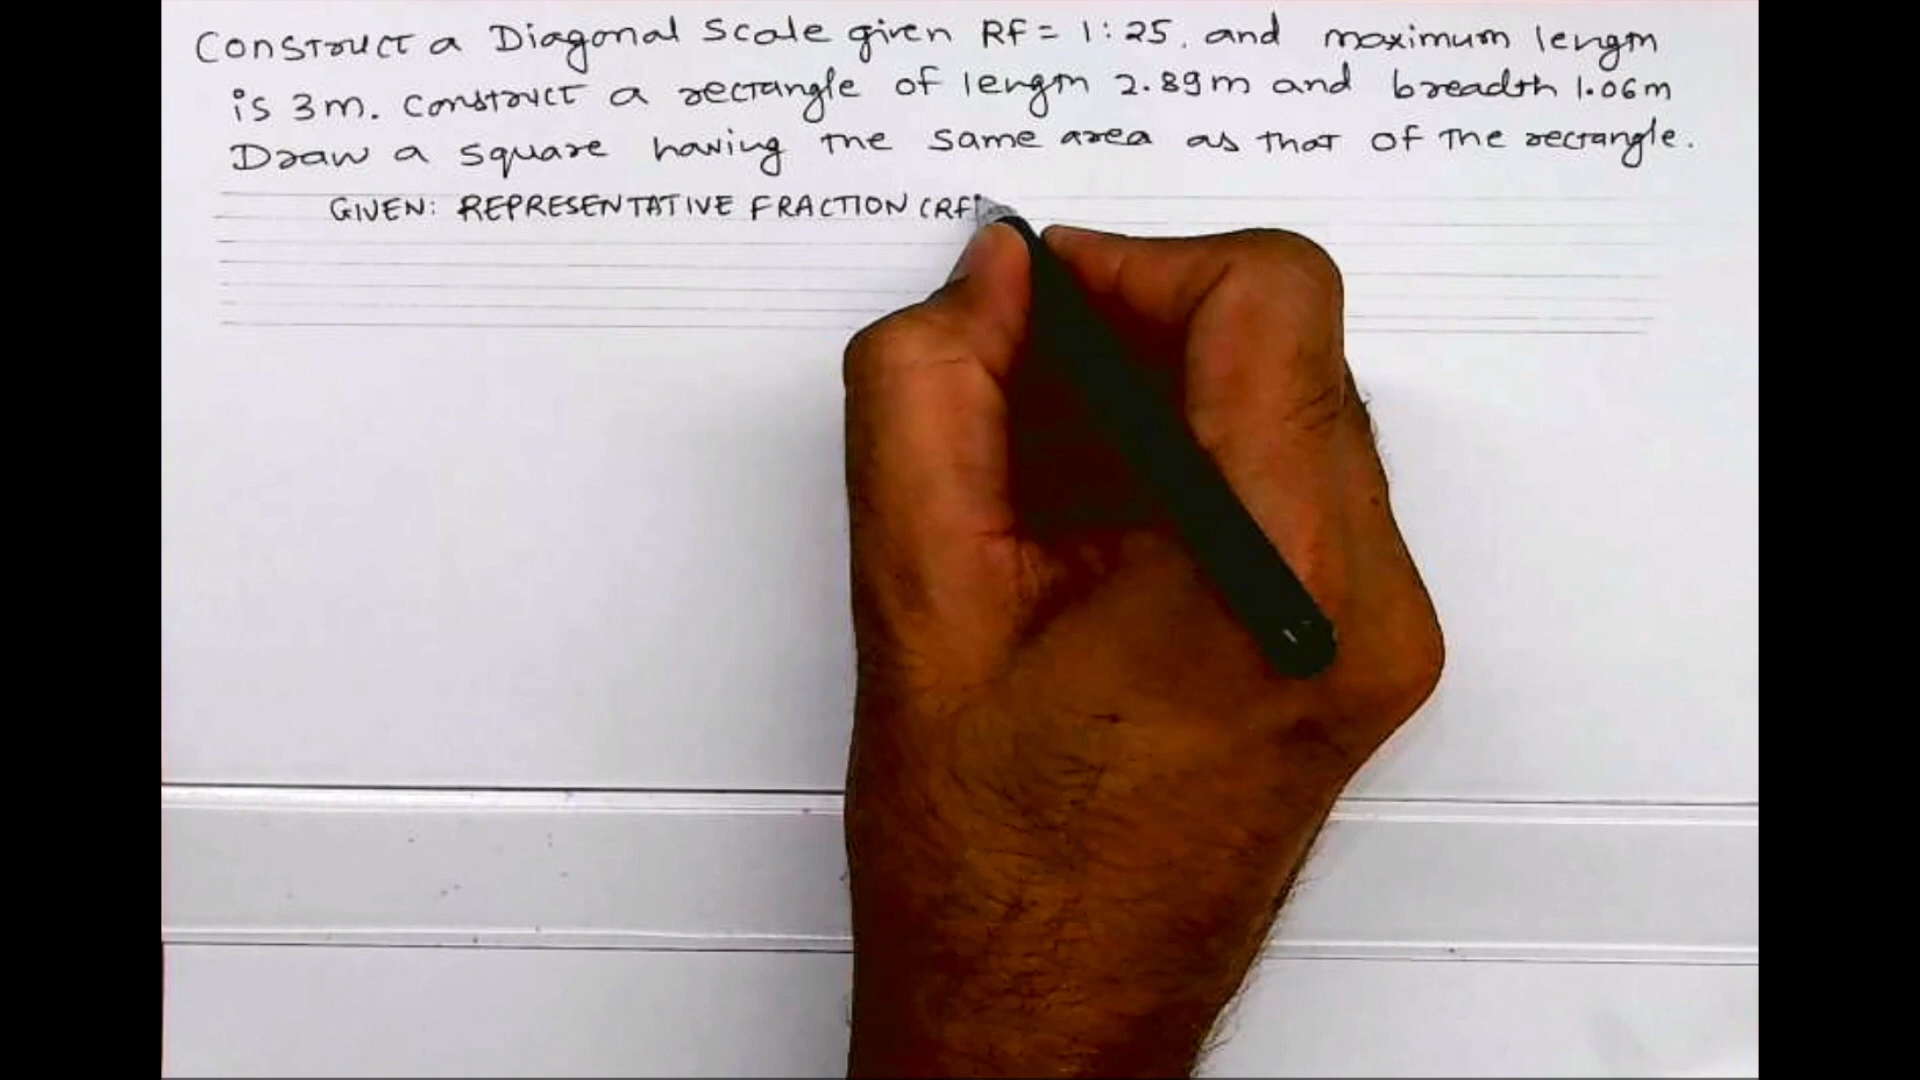 Construct a Diagonal scale given RF = 1:25. and maximum length
is 3m. Construct a rectangle of length 2.89m and breadth 1.06m
Draw a square having the same area as that of the rectangle.
GIVEN: REPRESENTATIVE FRACTION (RF)